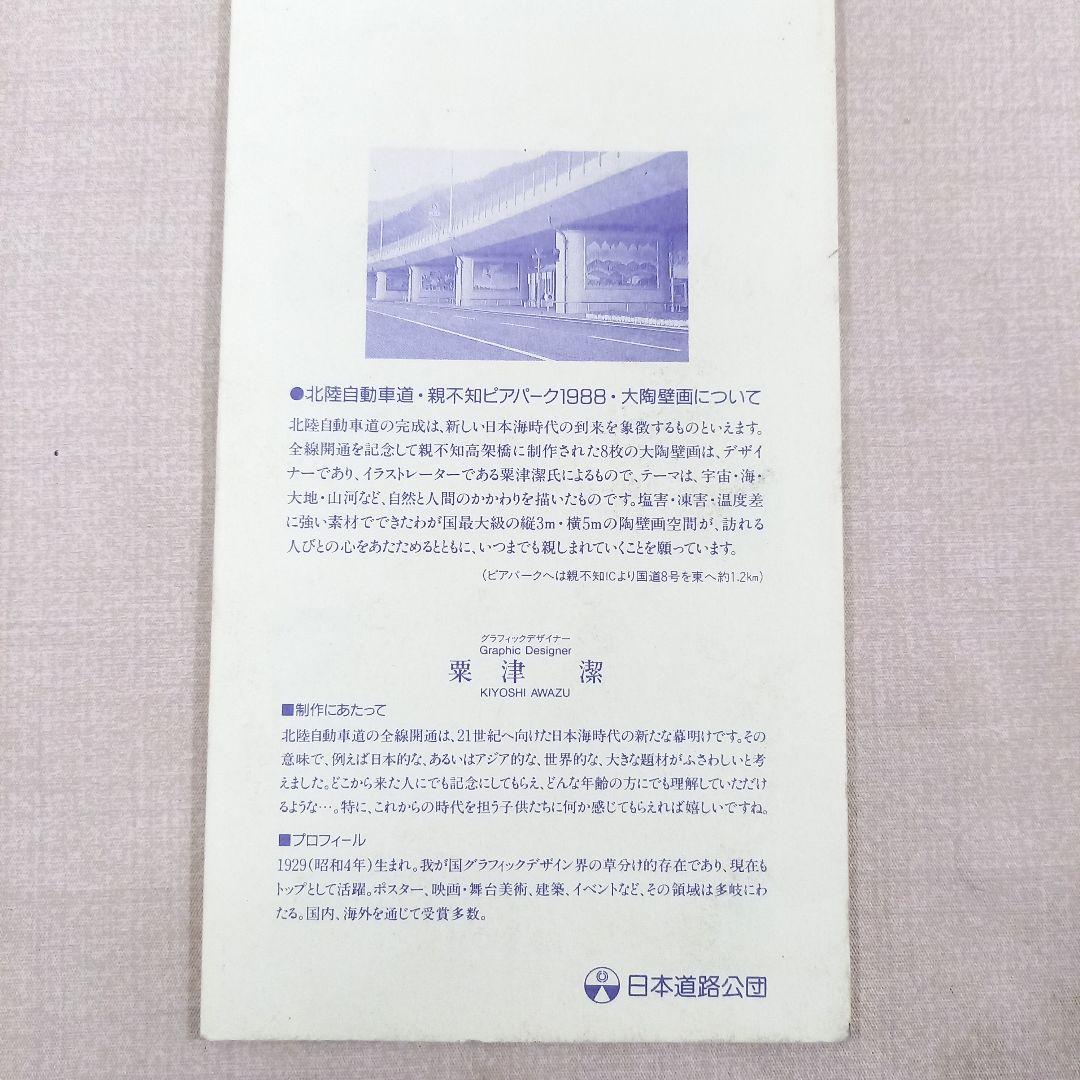 ●北陸自動車道・親不知ピアパーク1988・大陶壁画について
北陸自動車道の完成は、新しい日本海時代の到来を象徴するものといえます。
全線開通を記念して親不知高架橋に制作された8枚の大陶壁画は、デザイ
ナーであり、イラストレーターである粟津潔氏によるもので、テーマは、宇宙・海・
大地・山河など、自然と人間のかかわりを描いたものです。塩害・凍害・温度差
に強い素材でできたわが国最大級の縦3m・横5mの陶壁画空間が、訪れる
人びとの心をあたためるとともに、いつまでも親しまれていくことを願っています。
（ピアパークへは親不知ICより国道8号を東へ約1.2km）
グラフィックデザイナー
Graphic Designer
粟津 潔
KIYOSHI AWAZU
■制作にあたって
北陸自動車道の全線開通は、21世紀へ向けた日本海時代の新たな幕明けです。その
意味で、例えば日本的な、あるいはアジア的な、世界的な、大きな題材がふさわしいと考
えました。どこから来た人にでも記念にしてもらえ、どんな年齢の方にでも理解していただけ
るような…。特に、これからの時代を担う子供たちに何か感じてもらえれば嬉しいですね。
■プロフィール
1929（昭和4年）生まれ。我が国グラフィックデザイン界の草分け的存在であり、現在も
トップとして活躍。ポスター、映画・舞台美術、建築、イベントなど、その領域は多岐にわ
たる。国内、海外を通じて受賞多数。
日本道路公団